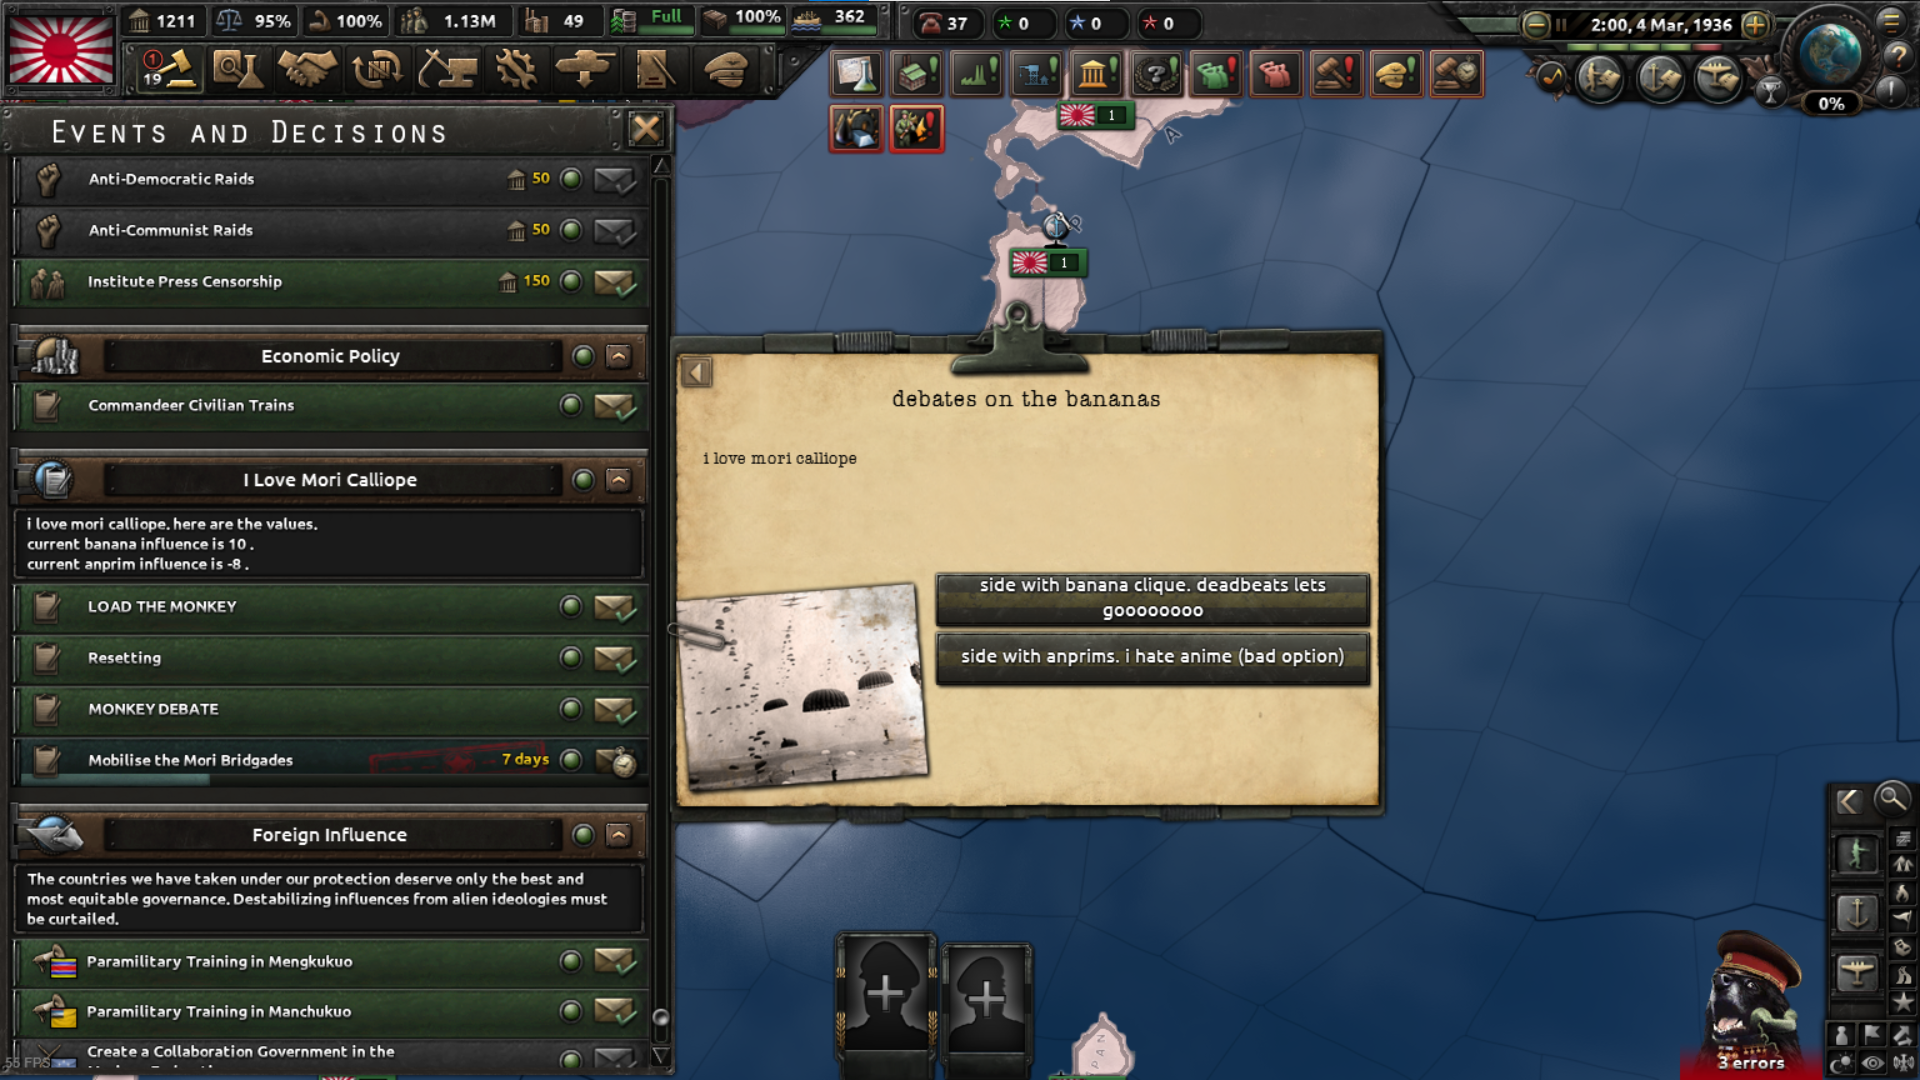 1211
95%
100%
1.13M
49
Full
100%
362
37
0
0
0
2:00, 4 Mar, 1936
1
19
0%
EVENTS AND DECISIONS
Anti-Democratic Raids
50
Anti-Communist Raids
50
Institute Press Censorship
150
Economic Policy
Commandeer Civilian Trains
I Love Mori Calliope
i love mori calliope. here are the values.
current banana influence is 10 .
current anprim influence is -8 .
LOAD THE MONKEY
Resetting
MONKEY DEBATE
Mobilise the Mori Bridgades
7 days
Foreign Influence
The countries we have taken under our protection deserve only the best and
most equitable governance. Destabilizing influences from alien ideologies must
be curtailed.
Paramilitary Training in Mengkukuo
Paramilitary Training in Manchukuo
Create a Collaboration Government in the
55 FPS
1
A
P
1
debates on the bananas
i love mori calliope
side with banana clique. deadbeats lets
goooooooo
side with anprims. i hate anime (bad option)
PAN
3 errors